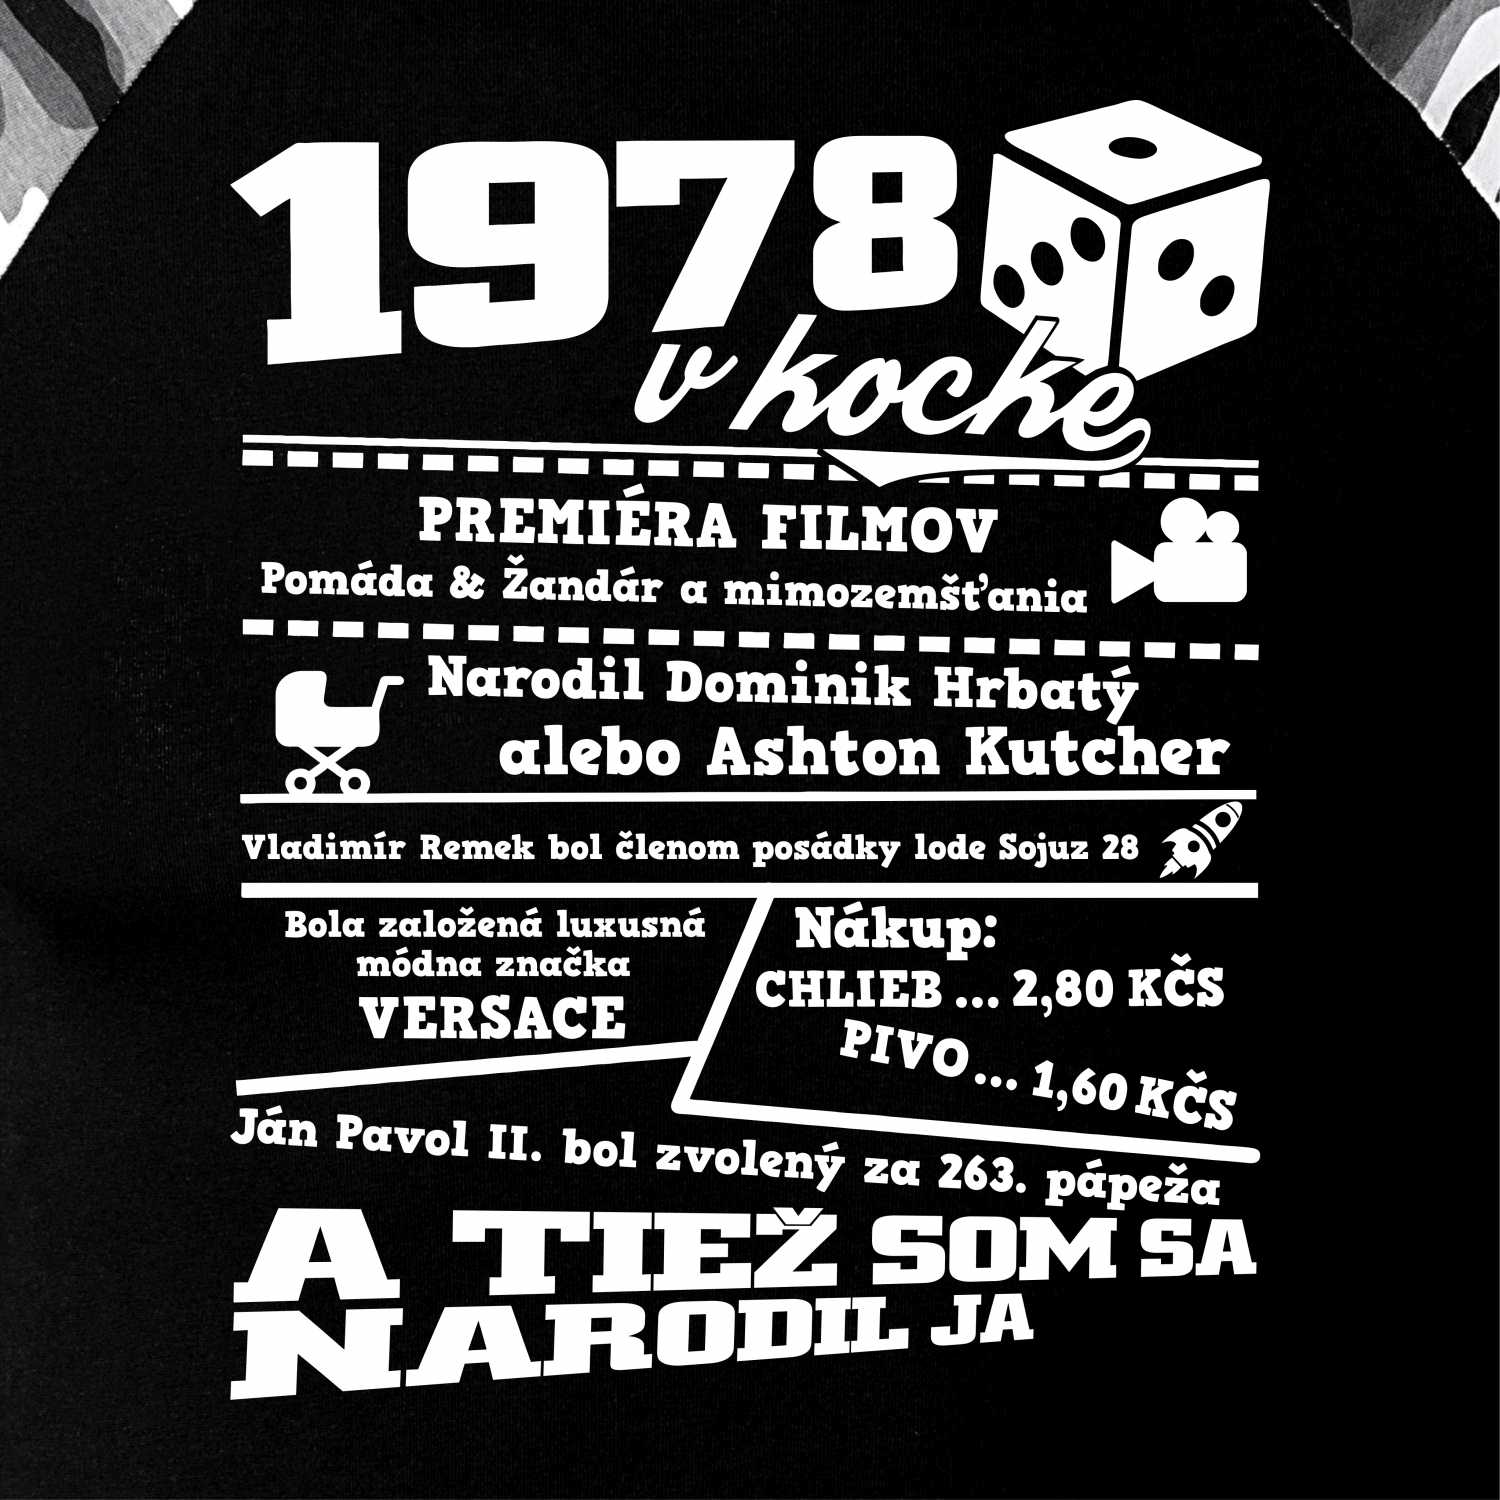 1978
v kocke
PREMIÉRA FILMOV
Pomáda & Žandár a mimozemšťania
Narodil Dominik Hrbatý
alebo Ashton Kutcher
Vladimír Remek bol členom posádky lode Sojuz 28
Bola založená luxusná
módna značka
VERSACE
Nákup:
CHLIEB ... 2,80 KČS
PIVO ... 1,60 KČS
Ján Pavol II. bol zvolený za 263. pápeža
A TIEŽ SOM SA
NARODIL JA